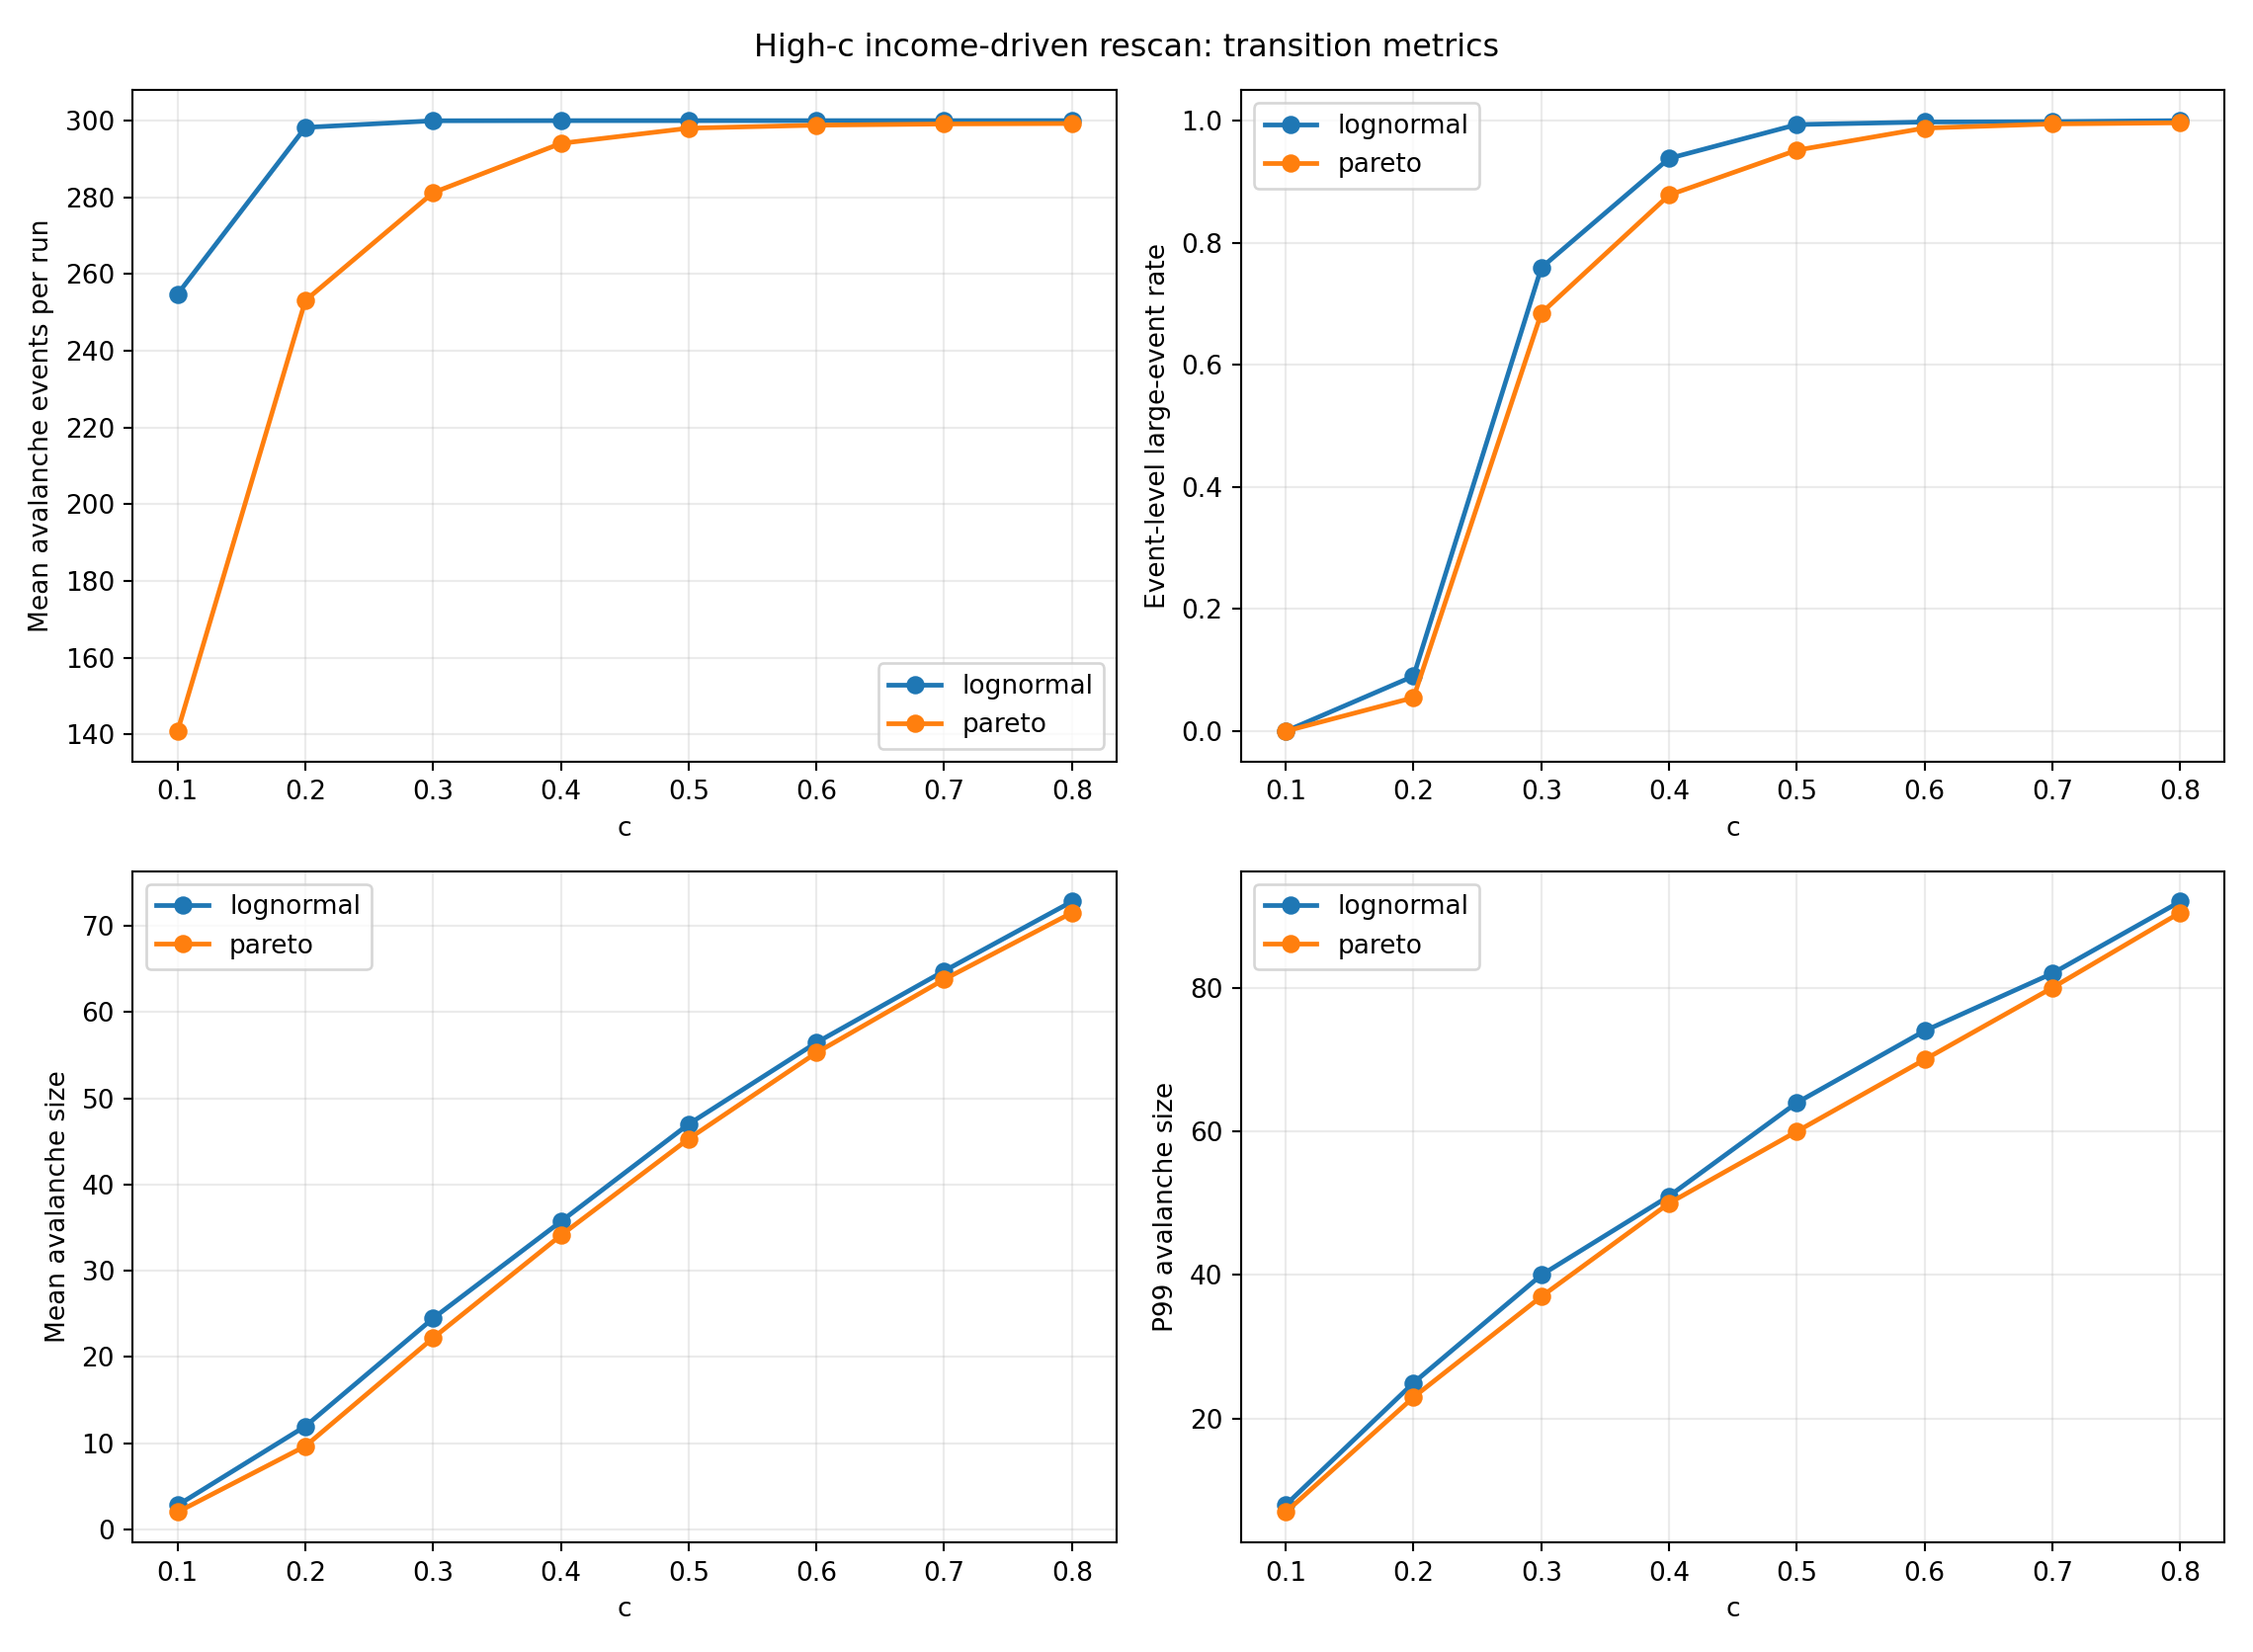 High-c income-driven rescan: transition metrics
Mean avalanche events per run
300
280
260
240
220
200
180
160
140
lognormal
pareto
0.1 0.2 0.3 0.4 0.5 0.6 0.7 0.8
c
Event-level large-event rate
1.0
0.8
0.6
0.4
0.2
0.0
lognormal
pareto
0.1 0.2 0.3 0.4 0.5 0.6 0.7 0.8
c
Mean avalanche size
70
60
50
40
30
20
10
0
lognormal
pareto
0.1 0.2 0.3 0.4 0.5 0.6 0.7 0.8
c
P99 avalanche size
80
60
40
20
lognormal
pareto
0.1 0.2 0.3 0.4 0.5 0.6 0.7 0.8
c